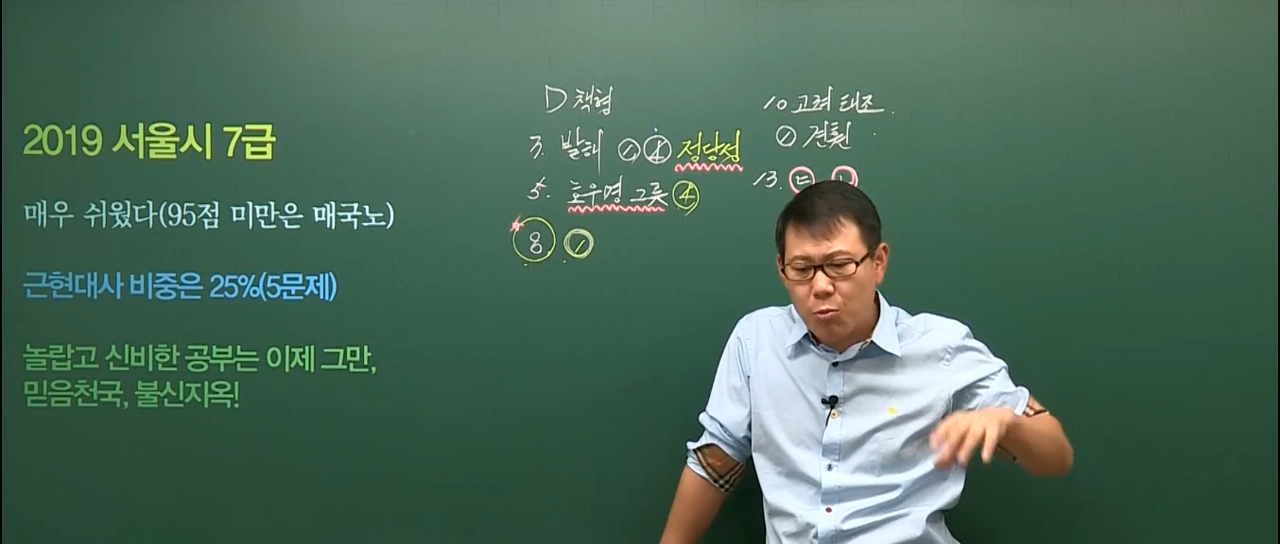 2019 서울시 7급
매우 쉬웠다(95점 미만은 매국노)
근현대사 비중은 25%(5문제)
놀랍고 신비한 공부는 이제 그만,
믿음천국, 불신지옥!
D 책형
3. 발해 ①, ④ 정당성
5. 호우명 그릇 ④
8 ①
10 고려 태조.
① 견훤
13. ㄷ